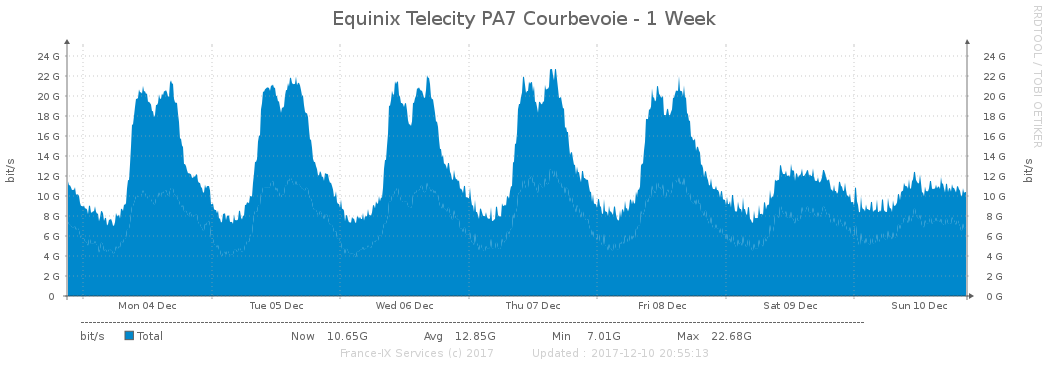 Equinix Telecity PA7 Courbevoie - 1 Week
RRDTOOL / TOBI OETIKER
bit/s
24 G 24 G
22 G 22 G
20 G 20 G
18 G 18 G
16 G 16 G
14 G 14 G
12 G 12 G
10 G 10 G
8 G 8 G
6 G 6 G
4 G 4 G
2 G 2 G
0 0 G
bit/s
Mon 04 Dec Tue 05 Dec Wed 06 Dec Thu 07 Dec Fri 08 Dec Sat 09 Dec Sun 10 Dec
bit/s Total Now 10.65G Avg 12.85G Min 7.01G Max 22.68G
France-IX Services (c) 2017 Updated : 2017-12-10 20:55:13